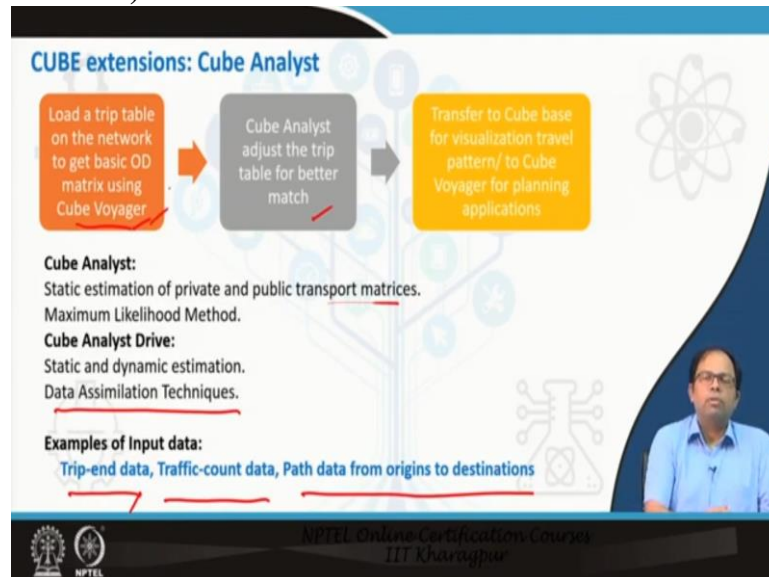 CUBE extensions: Cube Analyst
Load a trip table
on the network
to get basic OD
matrix using
Cube Voyager
Cube Analyst
adjust the trip
table for better
match
Transfer to Cube base
for visualization travel
pattern/ to Cube
Voyager for planning
applications
Cube Analyst:
Static estimation of private and public transport matrices.
Maximum Likelihood Method.
Cube Analyst Drive:
Static and dynamic estimation.
Data Assimilation Techniques.
Examples of Input data:
Trip-end data, Traffic-count data, Path data from origins to destinations
NPTEL Online Certification Courses
IIT Kharagpur
NPTEL